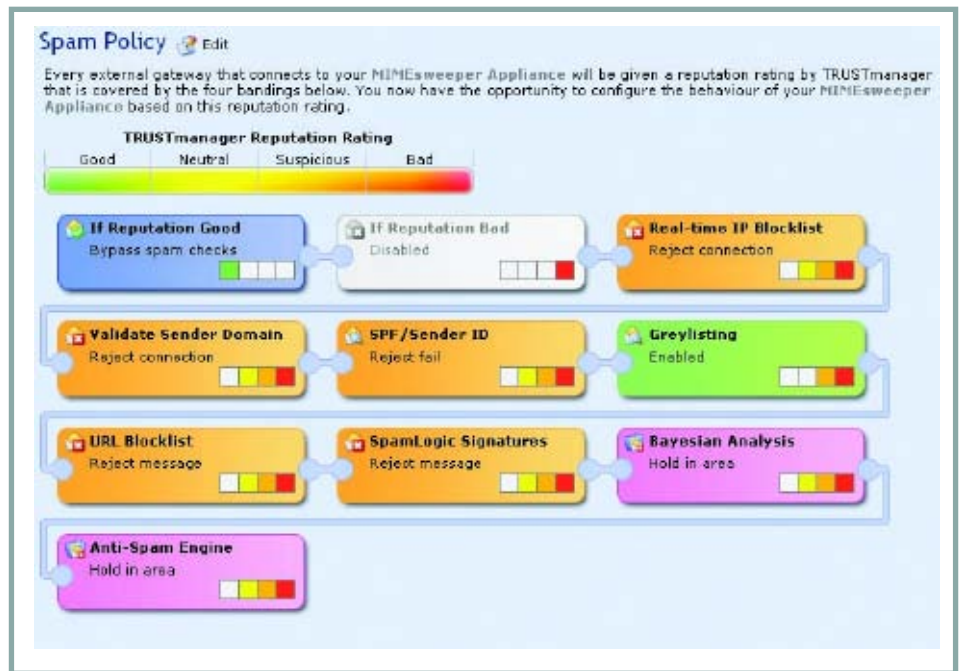 Spam Policy Edit
Every external gateway that connects to your MIMEsweeper Appliance will be given a reputation rating by TRUSTmanager
that is covered by the four bandings below. You now have the opportunity to configure the behaviour of your MIMEsweeper
Appliance based on this reputation rating.
TRUSTmanager Reputation Rating
Good Neutral Suspicious Bad
If Reputation Good
Bypass spam checks
If Reputation Bad
Disabled
Real-time IP Blocklist
Reject connection
Validate Sender Domain
Reject connection
SPF/Sender ID
Reject fail
Greylisting
Enabled
URL Blocklist
Reject message
SpamLogic Signatures
Reject message
Bayesian Analysis
Hold in area
Anti-Spam Engine
Hold in area